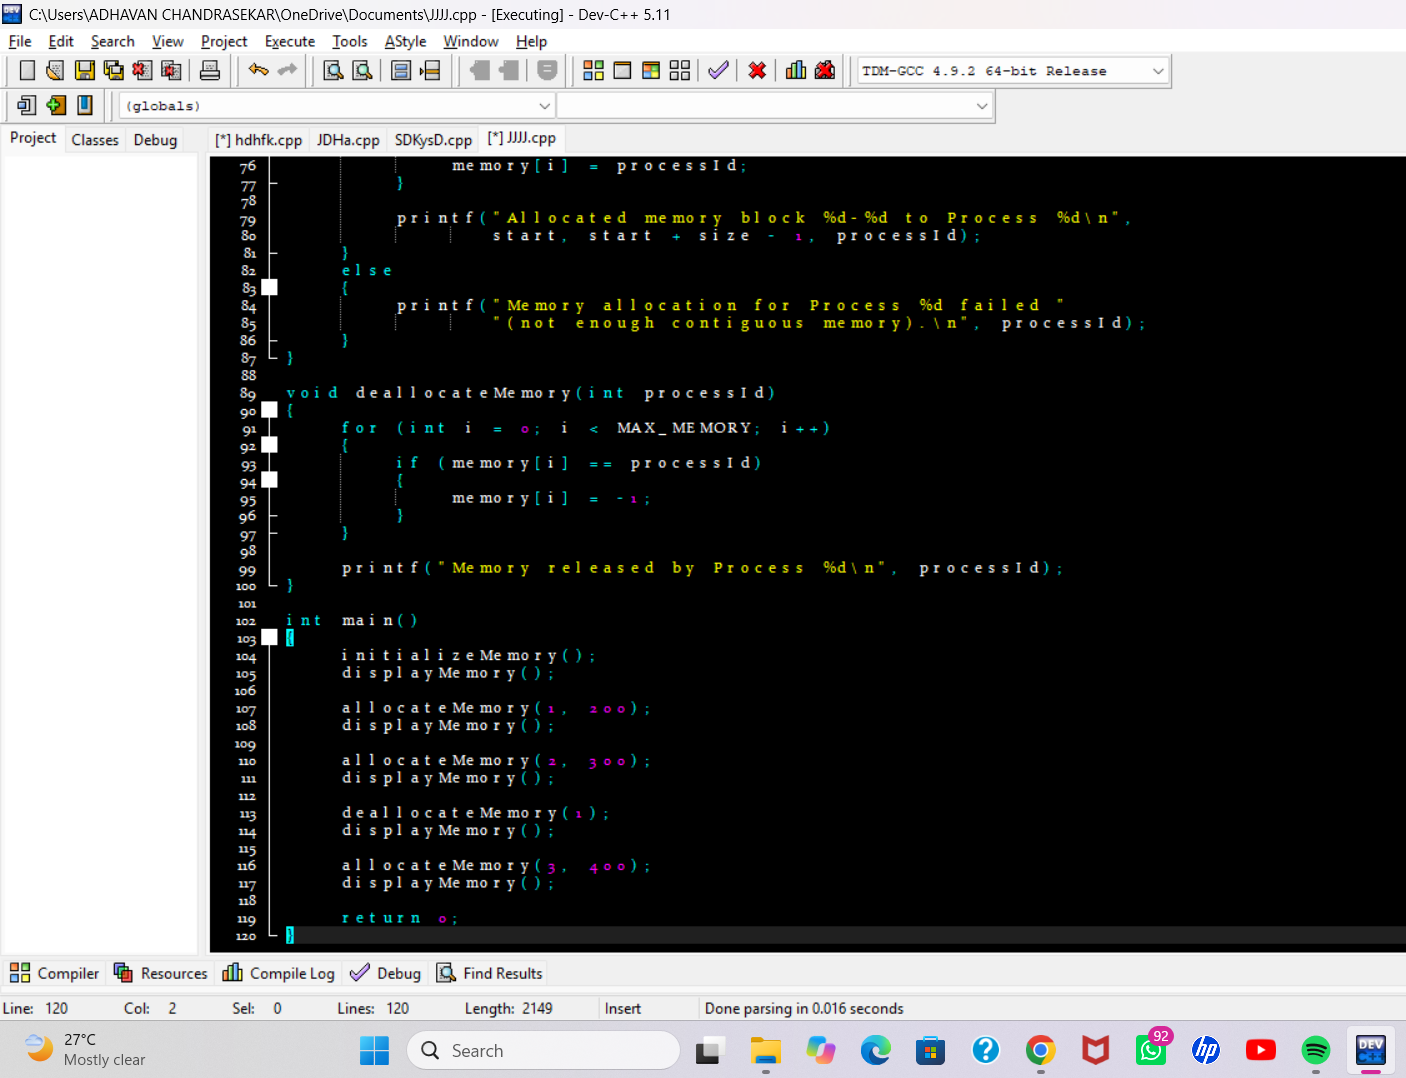 C:\Users\ADHAVAN CHANDRASEKAR\OneDrive\Documents\JJJJ.cpp - [Executing] - Dev-C++ 5.11
File Edit Search View Project Execute Tools AStyle Window Help
TDM-GCC 4.9.2 64-bit Release
(globals)
Project Classes Debug [*] hdhfk.cpp JDHa.cpp SDKysD.cpp [*] JJJJ.cpp
76 memory[i] = processId;
77 }
78
79 printf("Allocated memory block %d-%d to Process %d\n",
80 start, start + size - 1, processId);
81 }
82 else
83 {
84 printf("Memory allocation for Process %d failed "
85 "(not enough contiguous memory).\n", processId);
86 }
87 }
88
89 void deallocateMemory(int processId)
90 {
91 for (int i = 0; i < MAX_MEMORY; i++)
92 {
93 if (memory[i] == processId)
94 {
95 memory[i] = -1;
96 }
97 }
98
99 printf("Memory released by Process %d\n", processId);
100 }
101
102 int main()
103 {
104 initializeMemory();
105 displayMemory();
106
107 allocateMemory(1, 200);
108 displayMemory();
109
110 allocateMemory(2, 300);
111 displayMemory();
112
113 deallocateMemory(1);
114 displayMemory();
115
116 allocateMemory(3, 400);
117 displayMemory();
118
119 return 0;
120 }
Compiler Resources Compile Log Debug Find Results
Line: 120 Col: 2 Sel: 0 Lines: 120 Length: 2149 Insert Done parsing in 0.016 seconds
27°C
Mostly clear
Search
92
hp
DEV
C++